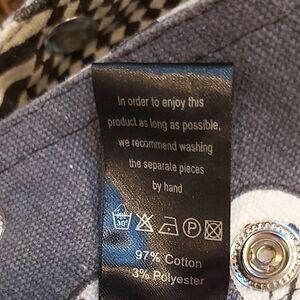 In order to enjoy this
product as long as possible,
we recommend washing
the separate pieces
by hand
30°
P
97% Cotton
3% Polyester